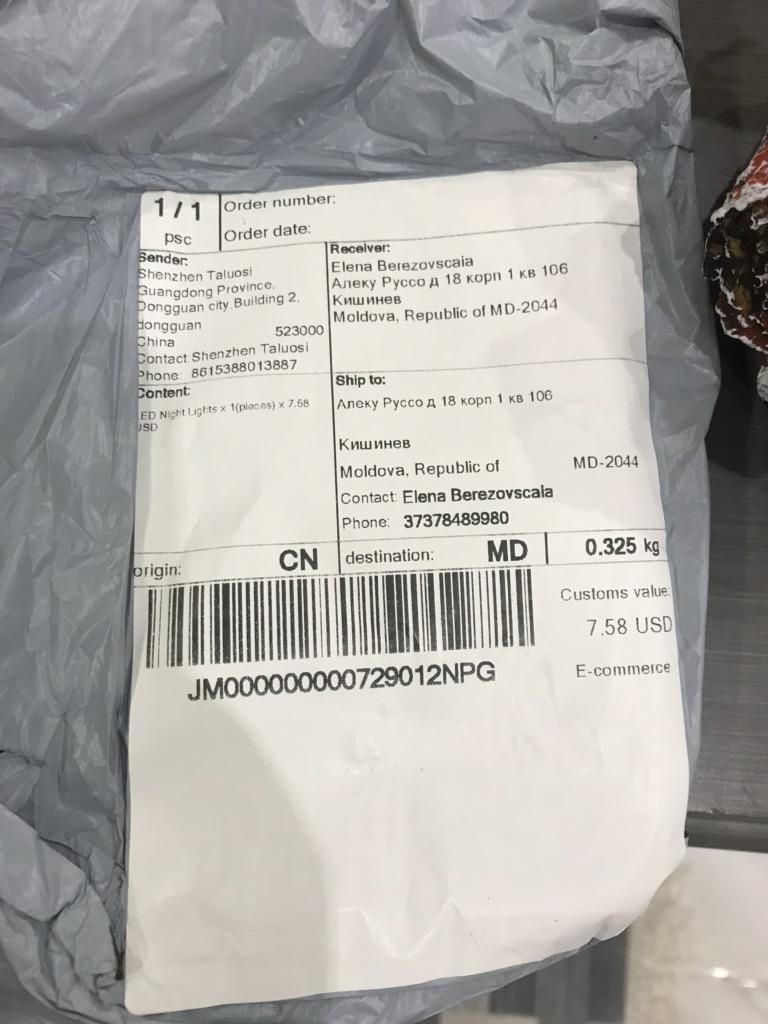 1 / 1
psc
Order number:
Order date:
Sender:
Shenzhen Taluosi
Guangdong Province,
Dongguan city,Building 2,
dongguan 523000
China
Contact Shenzhen Taluosi
Phone: 8615388013887
Receiver:
Elena Berezovscaia
Алеку Руссо д 18 корп 1 кв 106
Кишинев
Moldova, Republic of MD-2044
Content:
ED Night Lights x 1(pieces) x 7.58
USD
Ship to:
Алеку Руссо д 18 корп 1 кв 106
Кишинев
Moldova, Republic of MD-2044
Contact: Elena Berezovscaia
Phone: 37378489980
origin: CN
destination: MD
0.325 kg
JM000000000729012NPG
Customs value:
7.58 USD
E-commerce